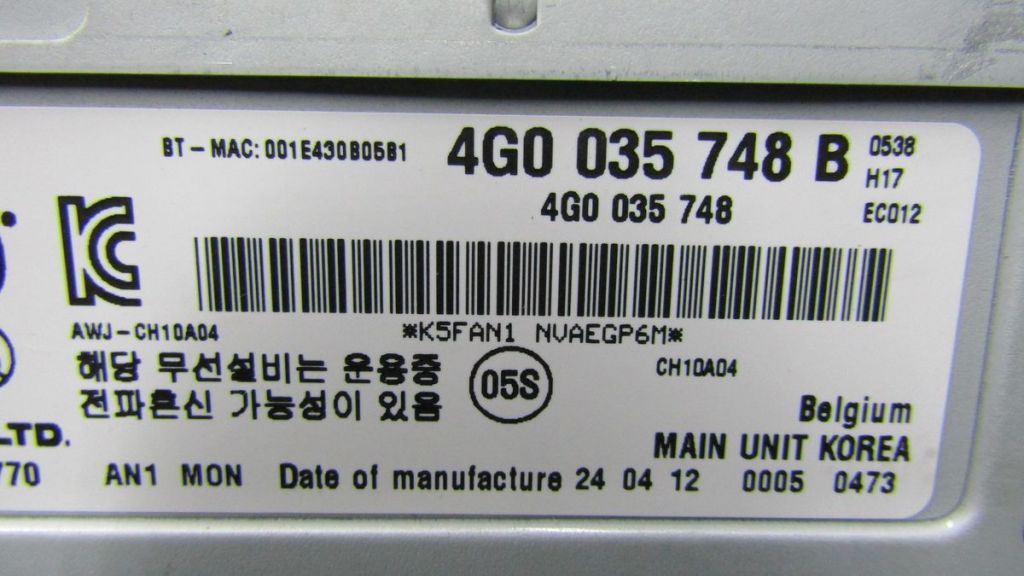 BT-MAC: 001E430B05B1 4G0 035 748 B 0538
H17
4G0 035 748 EC012
AWJ-CH10A04 *K5FAN1 NVAEGP6M*
해당 무선설비는 운용중 05S CH10A04
전파혼신 가능성이 있음
Belgium
LTD. MAIN UNIT KOREA
770 AN1 MON Date of manufacture 24 04 12 0005 0473